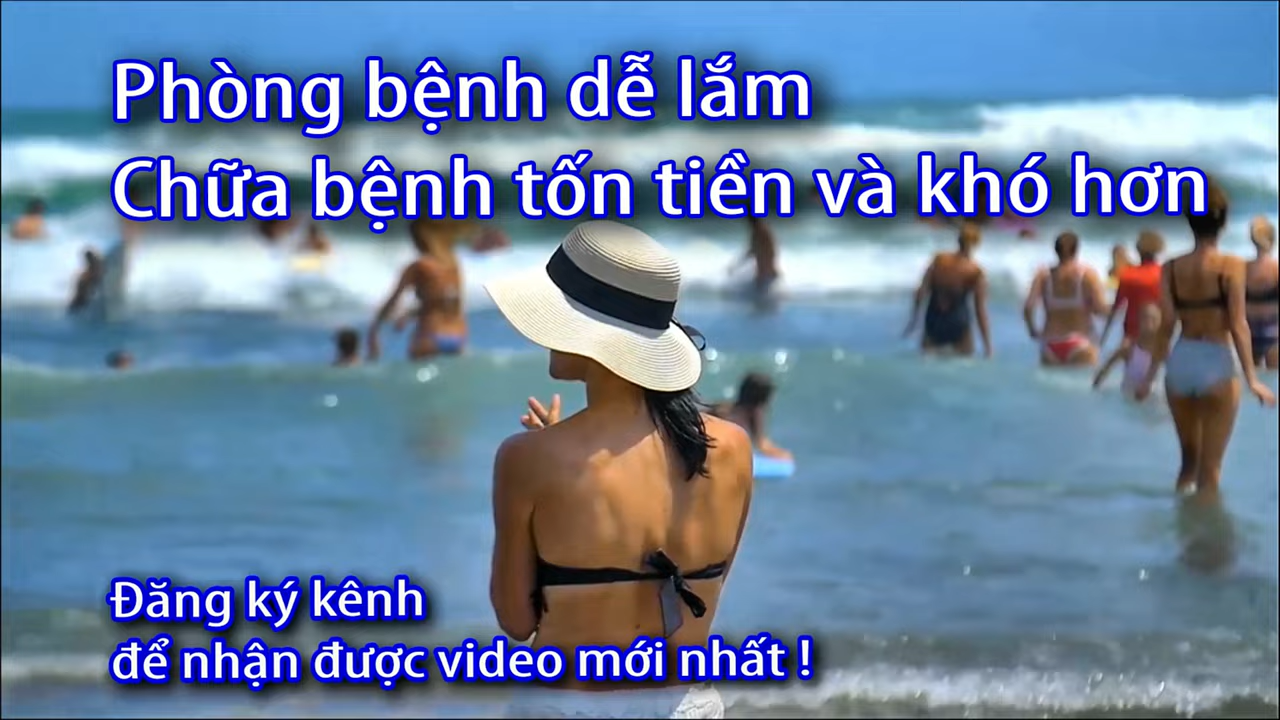 Phòng bệnh dễ lắm
Chữa bệnh tốn tiền và khó hơn
Đăng ký kênh
để nhận được video mới nhất !